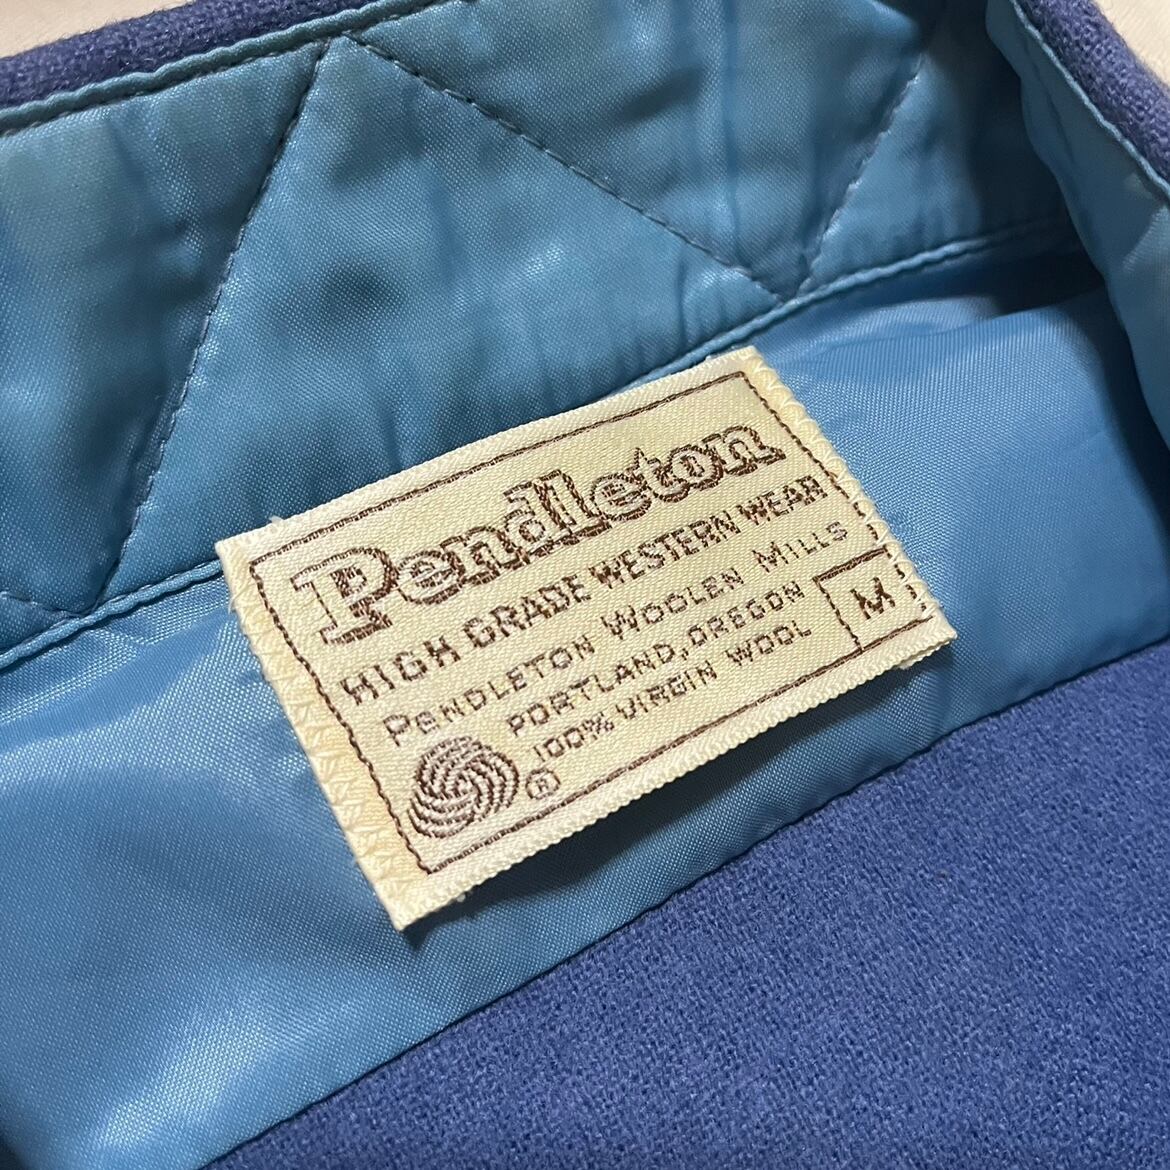 Pendleton
HIGH GRADE WESTERN WEAR
PENDLETON WOOLEN MILLS
PORTLAND, OREGON
100% VIRGIN WOOL
®
M